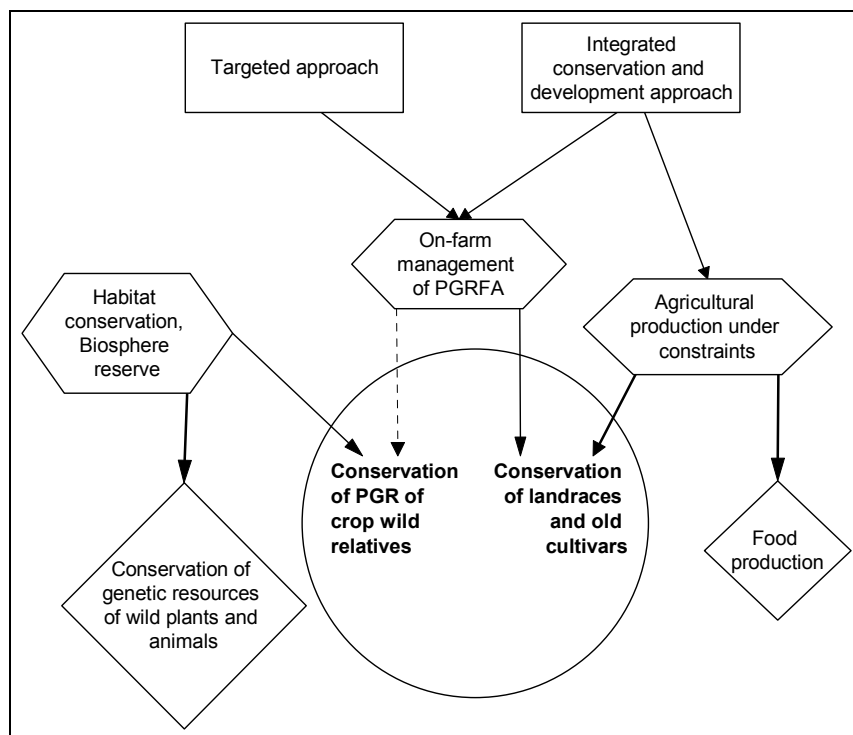 Targeted approach
Integrated
conservation and
development approach
On-farm
management
of PGRFA
Habitat
conservation,
Biosphere
reserve
Agricultural
production under
constraints
Conservation
of PGR of
crop wild
relatives
Conservation
of landraces
and old
cultivars
Food
production
Conservation of
genetic resources
of wild plants and
animals